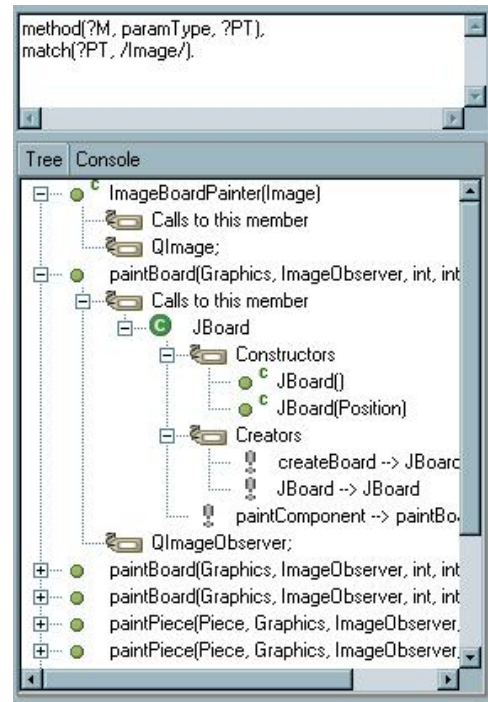 method(?M, paramType, ?PT),
match(?PT, /Image/).
Tree Console
C ImageBoardPainter(Image)
Calls to this member
QImage;
paintBoard(Graphics, ImageObserver, int, int
Calls to this member
C JBoard
Constructors
C JBoard()
C JBoard(Position)
Creators
createBoard --> JBoard
JBoard --> JBoard
paintComponent --> paintBo
QImageObserver;
paintBoard(Graphics, ImageObserver, int, int
paintBoard(Graphics, ImageObserver, int, int
paintPiece(Piece, Graphics, ImageObserver,
paintPiece(Piece, Graphics, ImageObserver,